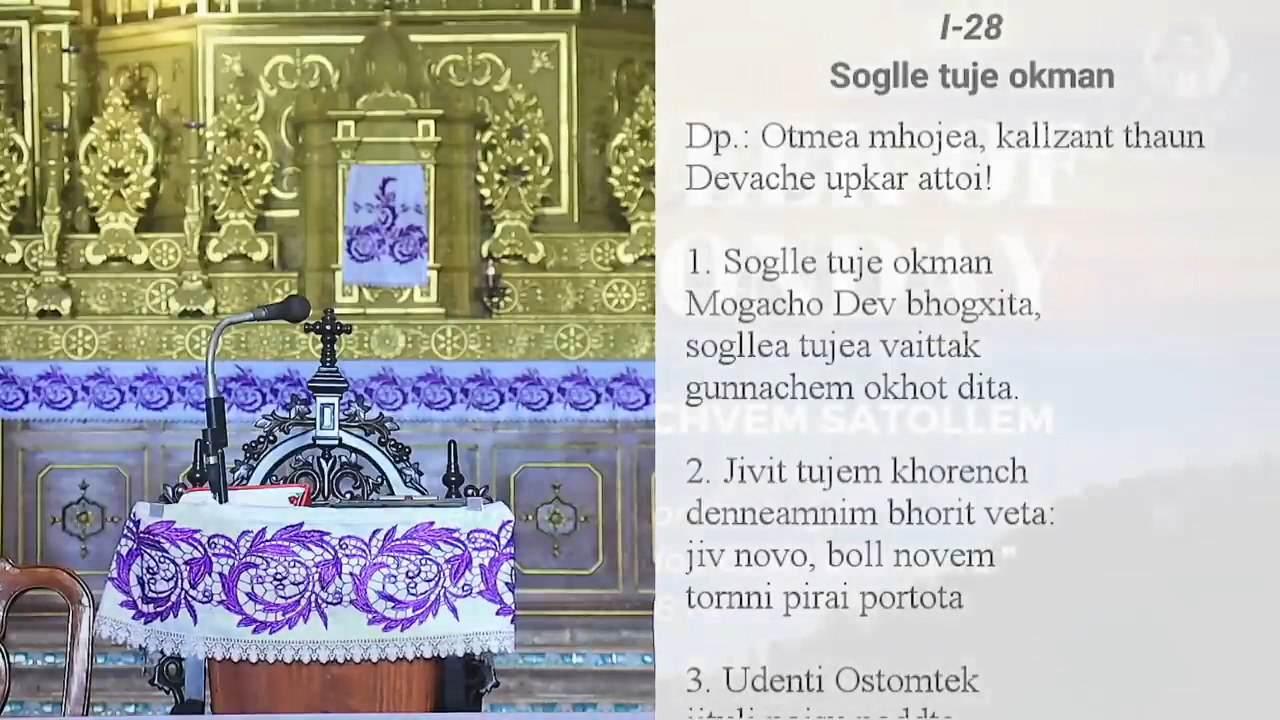 I-28
Soglle tuje okman
Dp.: Otmea mhojea, kallzant thaun
Devache upkar attoi!
1. Soglle tuje okman
Mogacho Dev bhogxita,
sogllea tujea vaittak
gunnachem okhot dita.
CHVEM SATOLLEM
2. Jivit tujem khorench
denneamnim bhorit veta:
jiv novo, boll novem
tornni pirai portota
3. Udenti Ostomtek